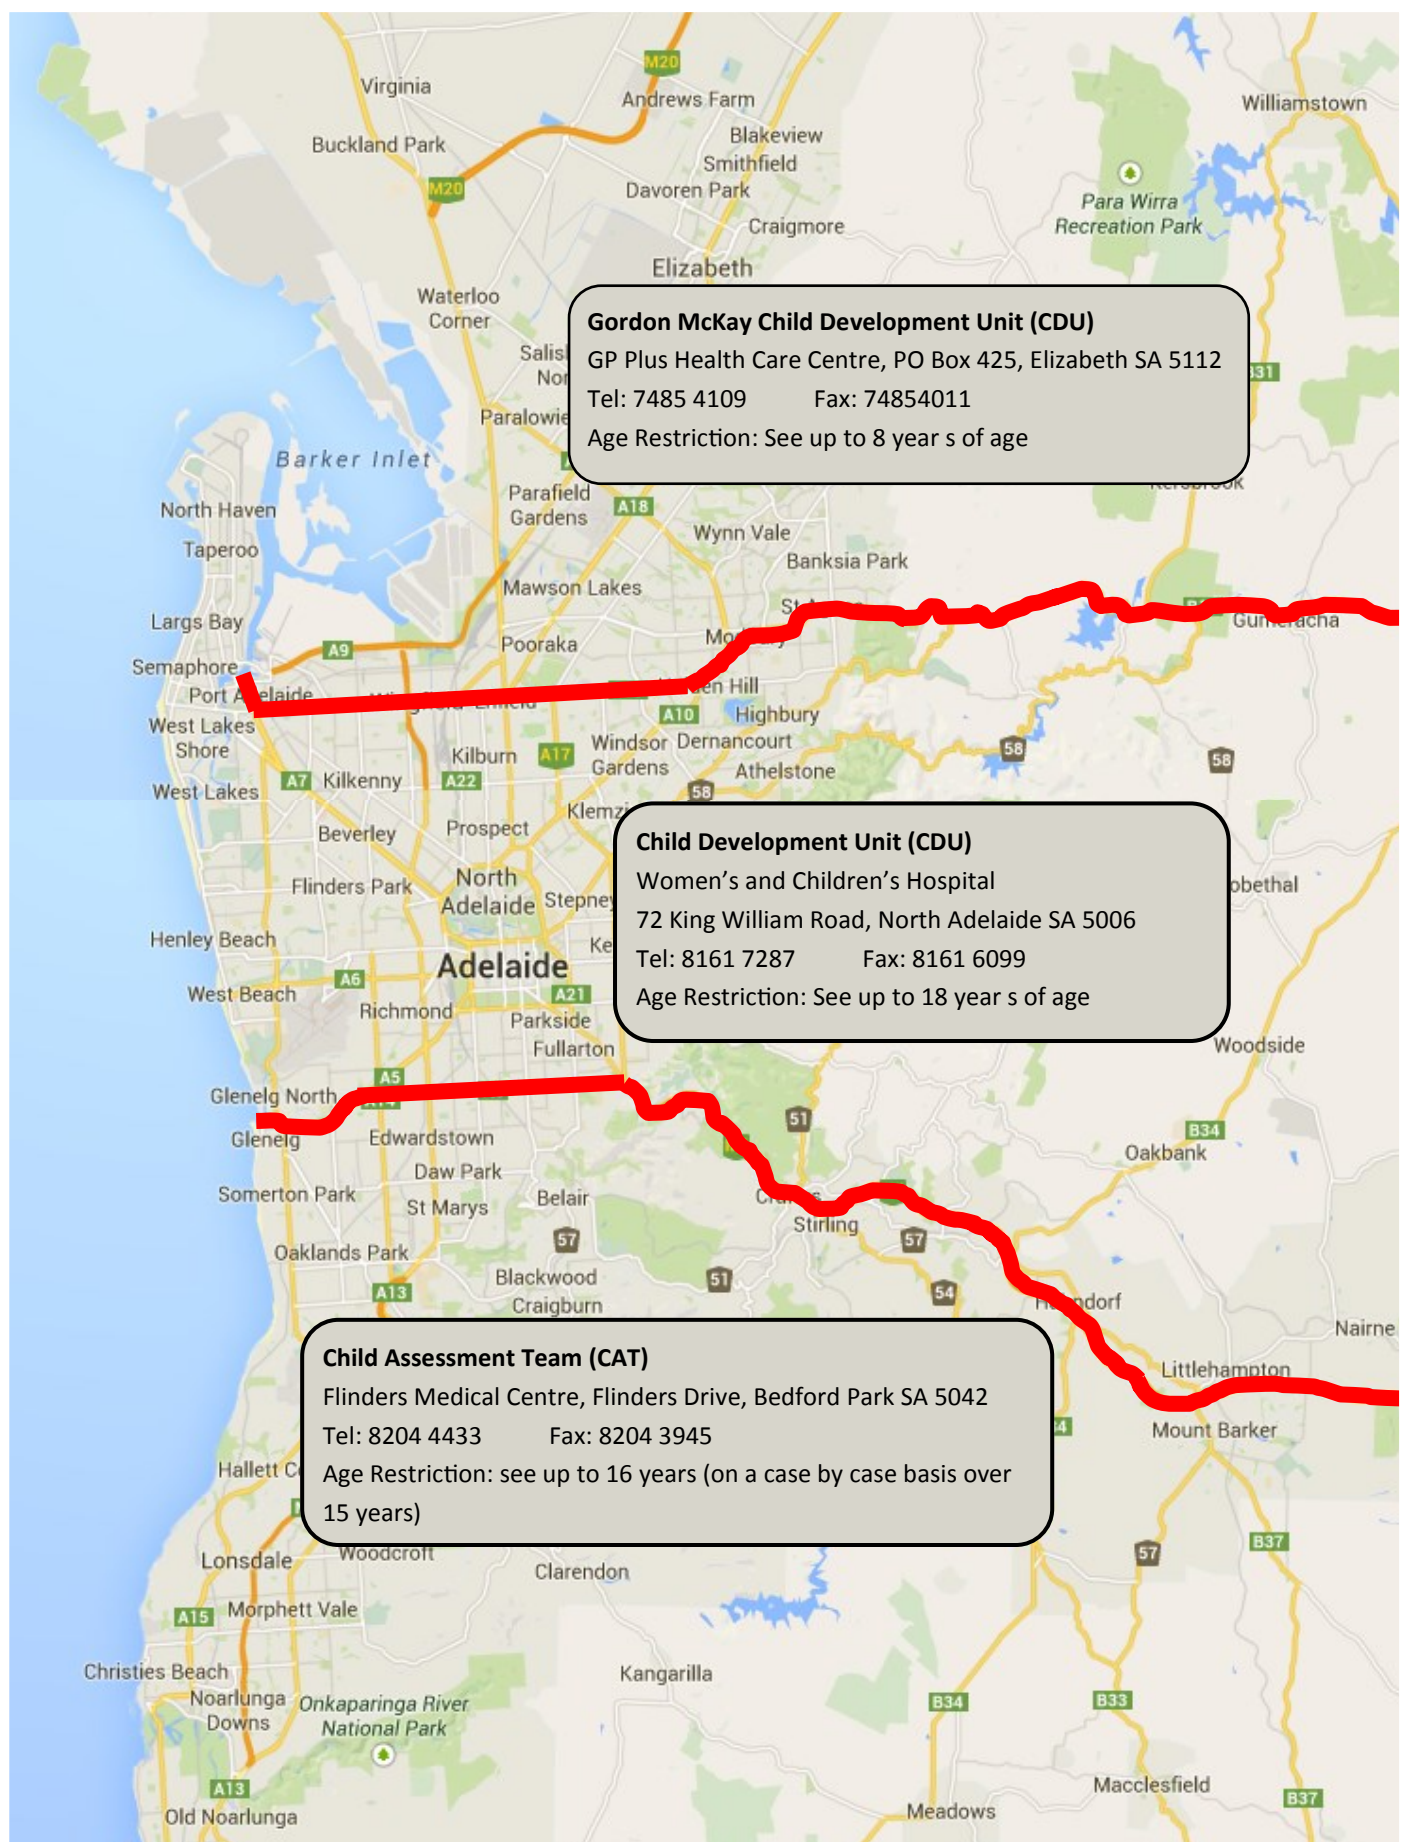 M20
Virginia
Andrews Farm
Williamstown
Blakeview
Buckland Park
Smithfield
M20
Davoren Park
Para Wirra
Recreation Park
Craigmore
Elizabeth
Waterloo
Corner
Gordon McKay Child Development Unit (CDU)
GP Plus Health Care Centre, PO Box 425, Elizabeth SA 5112
Tel: 7485 4109 Fax: 74854011
Age Restriction: See up to 8 year s of age
Barker Inlet
Parafield
Gardens
A18
North Haven
Wynn Vale
Taperoo
Banksia Park
Mawson Lakes
Largs Bay
A9
Pooraka
Semaphore
Port
West Lakes
Shore
Highbury
A10
Windsor
Gardens
Dernancourt
Kilburn
A17
58
58
Athelstone
A7
Kilkenny
A22
West Lakes
58
Beverley
Prospect
Child Development Unit (CDU)
Women’s and Children’s Hospital
72 King William Road, North Adelaide SA 5006
Tel: 8161 7287 Fax: 8161 6099
Age Restriction: See up to 18 year s of age
Flinders Park
North
Adelaide
Henley Beach
Adelaide
A6
West Beach
A21
Richmond
Parkside
Fullarton
Woodside
A5
Glenelg North
51
B34
Glenelg
Edwardstown
Oakbank
Daw Park
Somerton Park
St Marys
Belair
Stirling
57
57
Oaklands Park
Blackwood
51
A13
54
Craigburn
Nairne
Child Assessment Team (CAT)
Flinders Medical Centre, Flinders Drive, Bedford Park SA 5042
Tel: 8204 4433 Fax: 8204 3945
Age Restriction: see up to 16 years (on a case by case basis over
15 years)
Littlehampton
Mount Barker
Hallett
B37
57
Lonsdale
Woodcroft
Clarendon
A15
Morphett Vale
Christies Beach
Kangarilla
Noarlunga
Downs
Onkaparinga River
National Park
B34
B33
A13
Macclesfield
B37
Old Noarlunga
Meadows